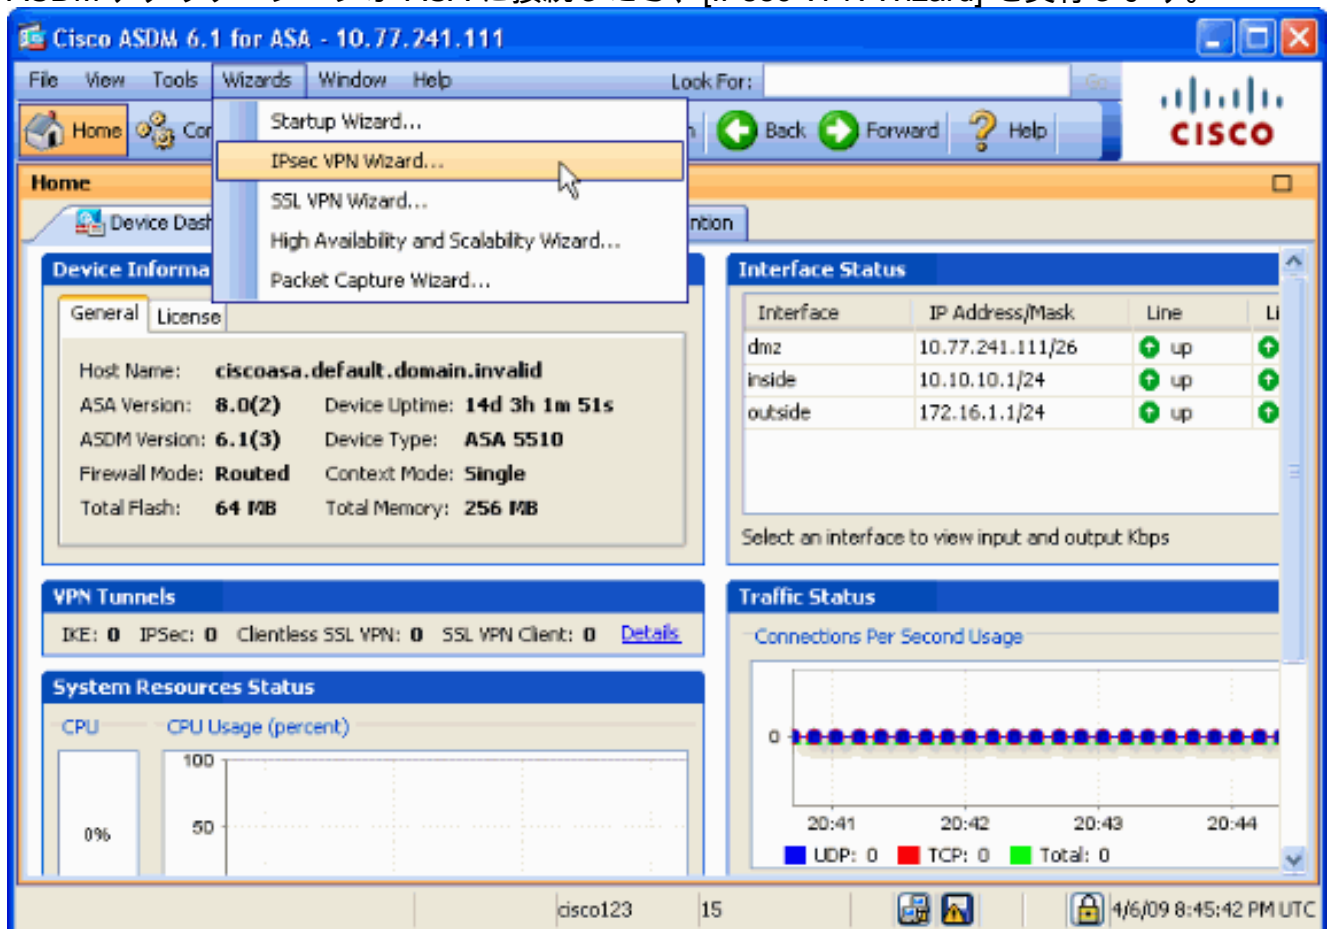 Cisco ASDM 6.1 for ASA - 10.77.241.111
File View Tools Wizards Window Help Look For: Go
Home Back Forward Help
CISCO
Startup Wizard...
IPsec VPN Wizard...
SSL VPN Wizard...
High Availability and Scalability Wizard...
Packet Capture Wizard...
Home
Device Information
General License
Host Name: ciscoasa.default.domain.invalid
ASA Version: 8.0(2) Device Uptime: 14d 3h 1m 51s
ASDM Version: 6.1(3) Device Type: ASA 5510
Firewall Mode: Routed Context Mode: Single
Total Flash: 64 MB Total Memory: 256 MB
Interface Status
Interface IP Address/Mask Line Li
dmz 10.77.241.111/26 up
inside 10.10.10.1/24 up
outside 172.16.1.1/24 up
Select an interface to view input and output Kbps
VPN Tunnels
IKE: 0 IPSec: 0 Clientless SSL VPN: 0 SSL VPN Client: 0 Details
Traffic Status
Connections Per Second Usage
0
20:41 20:42 20:43 20:44
UDP: 0 TCP: 0 Total: 0
System Resources Status
CPU CPU Usage (percent)
100
50
0%
cisco123 15 4/6/09 8:45:42 PM UTC